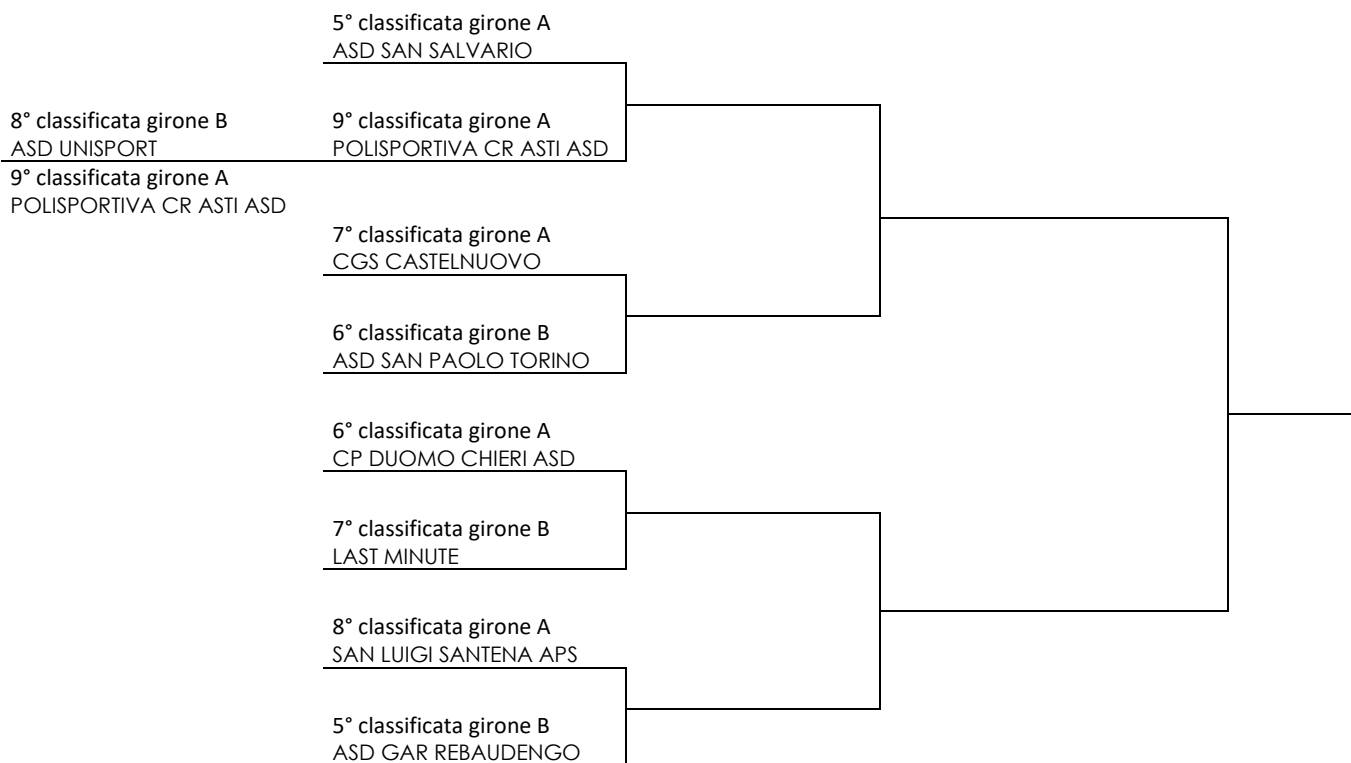 5° classificata girone A
ASD SAN SALVARIO
8° classificata girone B
ASD UNISPORT
9° classificata girone A
POLISPORTIVA CR ASTI ASD
9° classificata girone A
POLISPORTIVA CR ASTI ASD
7° classificata girone A
CGS CASTELNUOVO
6° classificata girone B
ASD SAN PAOLO TORINO
6° classificata girone A
CP DUOMO CHIERI ASD
7° classificata girone B
LAST MINUTE
8° classificata girone A
SAN LUIGI SANTENA APS
5° classificata girone B
ASD GAR REBAUDENGO